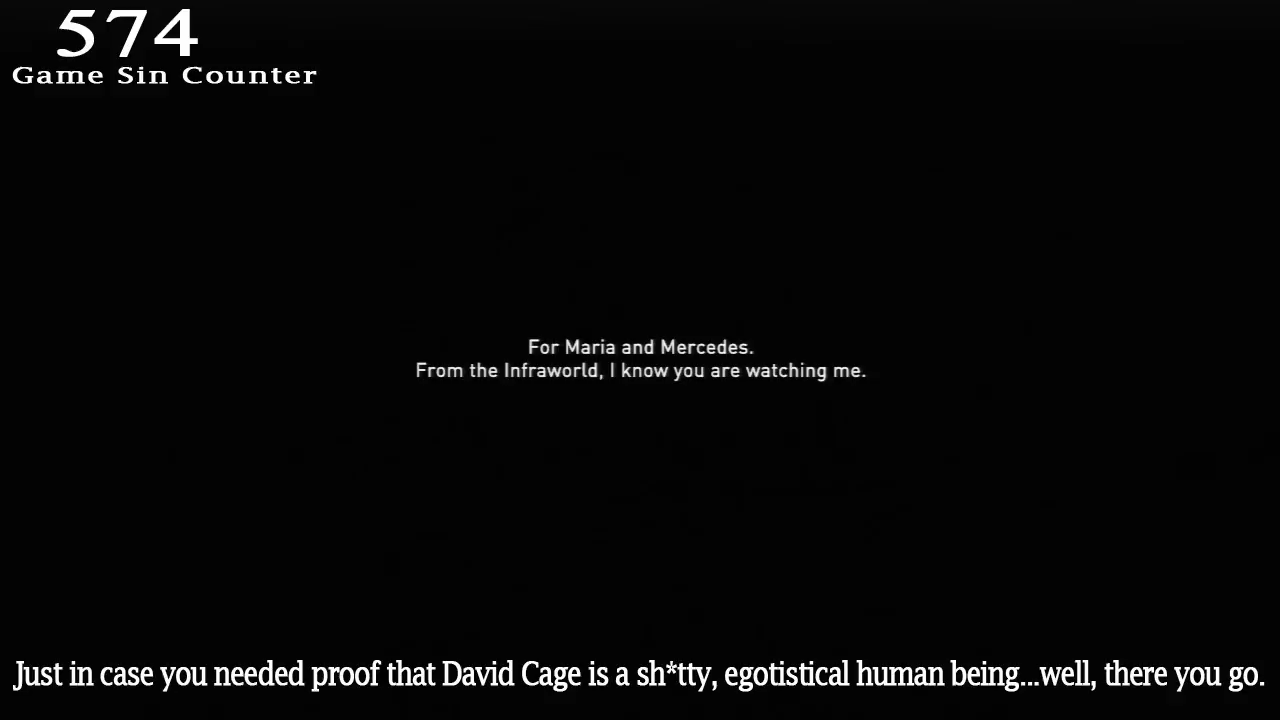 574
Game Sin Counter
For Maria and Mercedes.
From the Infraworld, I know you are watching me.
Just in case you needed proof that David Cage is a sh*tty, egotistical human being...well, there you go.